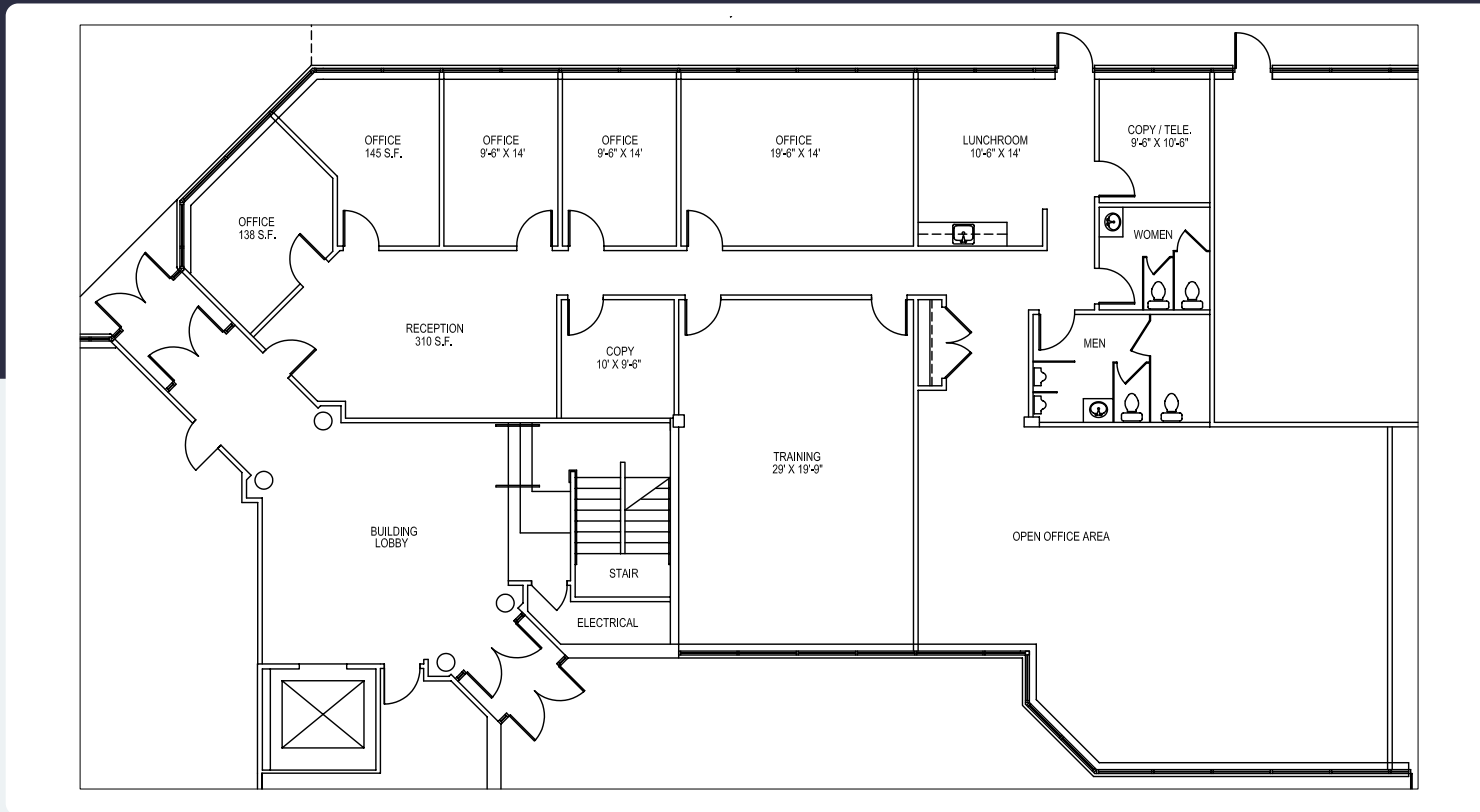 OFFICE
145 S.F.
OFFICE
9'-6" X 14'
OFFICE
9'-6" X 14'
OFFICE
19'-6" X 14'
LUNCHROOM
10'-6" X 14'
COPY / TELE.
9'-6" X 10'-6"
OFFICE
138 S.F.
WOMEN
RECEPTION
310 S.F.
COPY
10' X 9'-6"
MEN
TRAINING
29' X 19'-9"
BUILDING
LOBBY
OPEN OFFICE AREA
STAIR
ELECTRICAL